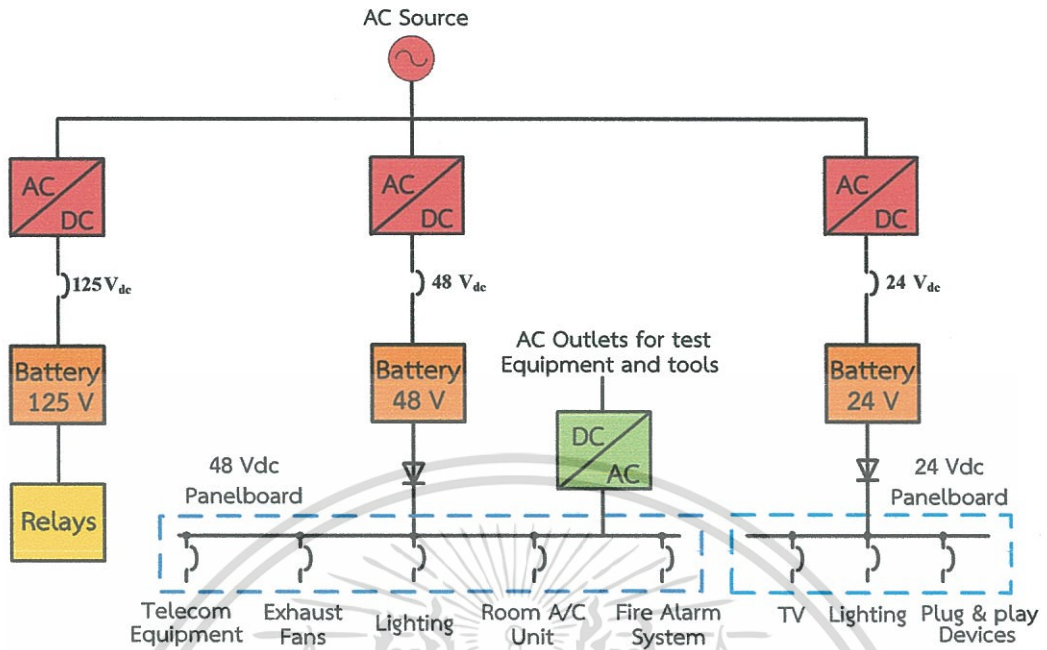 AC Source
AC
DC
AC
DC
AC
DC
125 Vdc
48 Vdc
24 Vdc
AC Outlets for test
Equipment and tools
Battery
125 V
Battery
48 V
Battery
24 V
DC
AC
48 Vdc
Panelboard
24 Vdc
Panelboard
Relays
Telecom
Equipment
Exhaust
Fans
Lighting
Room A/C
Unit
Fire Alarm
System
TV
Lighting
Plug & play
Devices